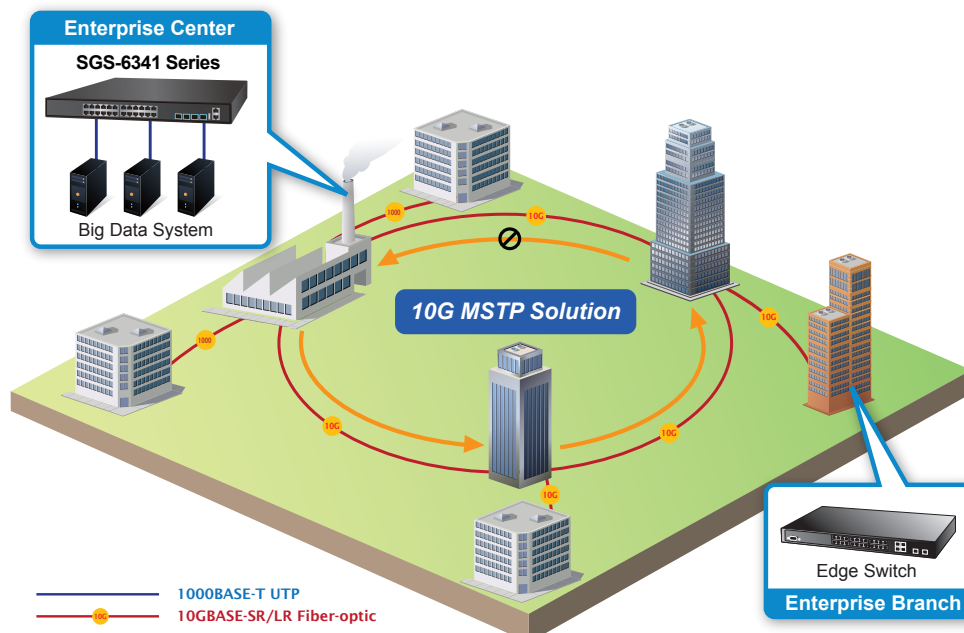 Enterprise Center
SGS-6341 Series
Big Data System
1000
10G
10G MSTP Solution
10G
1000
10G
10G
10G
Edge Switch
Enterprise Branch
1000BASE-T UTP
10G
10GBASE-SR/LR Fiber-optic